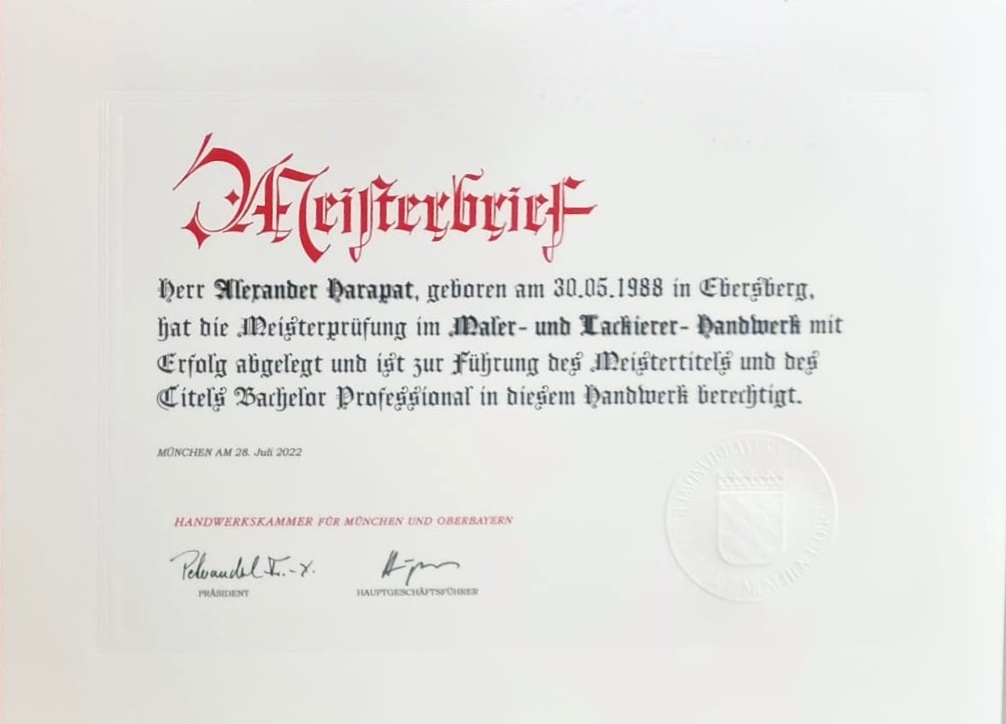 Meisterbrief
Herr Alexander Harapat, geboren am 30.05.1988 in Ebersberg,
hat die Meisterprüfung im Maler- und Lackierer- Handwerk mit
Erfolg abgelegt und ist zur Führung des Meistertitels und des
Titels Bachelor Professional in diesem Handwerk berechtigt.
MÜNCHEN AM 28. Juli 2022
HANDWERKSKAMMER FÜR MÜNCHEN UND OBERBAYERN
PRÄSIDENT
HAUPTGESCHÄFTSFÜHRER